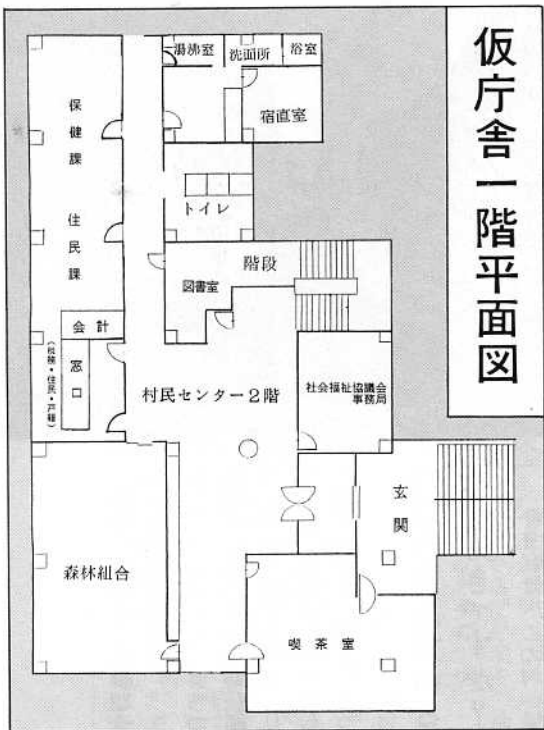 仮庁舎一階平面図
湯沸室
洗面所
浴室
宿直室
保健課 住民課
トイレ
階段
図書室
会計
窓口
（税務・住民・戸籍）
村民センター2階
社会福祉協議会
事務局
玄関
森林組合
喫茶室